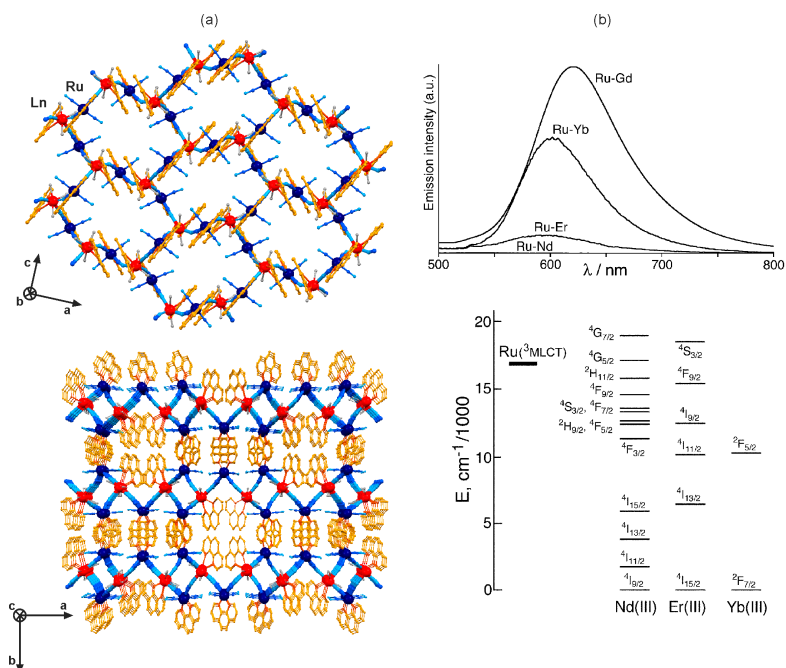 (a)
(b)
Ru
Ln
c
b
a
c
a
b
Emission intensity (a.u.)
Ru-Gd
Ru-Yb
Ru-Er
Ru-Nd
500 600 700 800
λ / nm
E, cm⁻¹/1000
20
15
10
5
0
Ru(³MLCT)
⁴G₇/₂
⁴G₅/₂
²H₁₁/₂
⁴F₉/₂
⁴S₃/₂, ⁴F₇/₂
²H₉/₂, ⁴F₅/₂
⁴F₃/₂
⁴I₁₅/₂
⁴I₁₃/₂
⁴I₁₁/₂
⁴I₉/₂
⁴S₃/₂
⁴F₉/₂
⁴I₉/₂
⁴I₁₁/₂
⁴I₁₃/₂
⁴I₁₅/₂
²F₅/₂
²F₇/₂
Nd(III) Er(III) Yb(III)